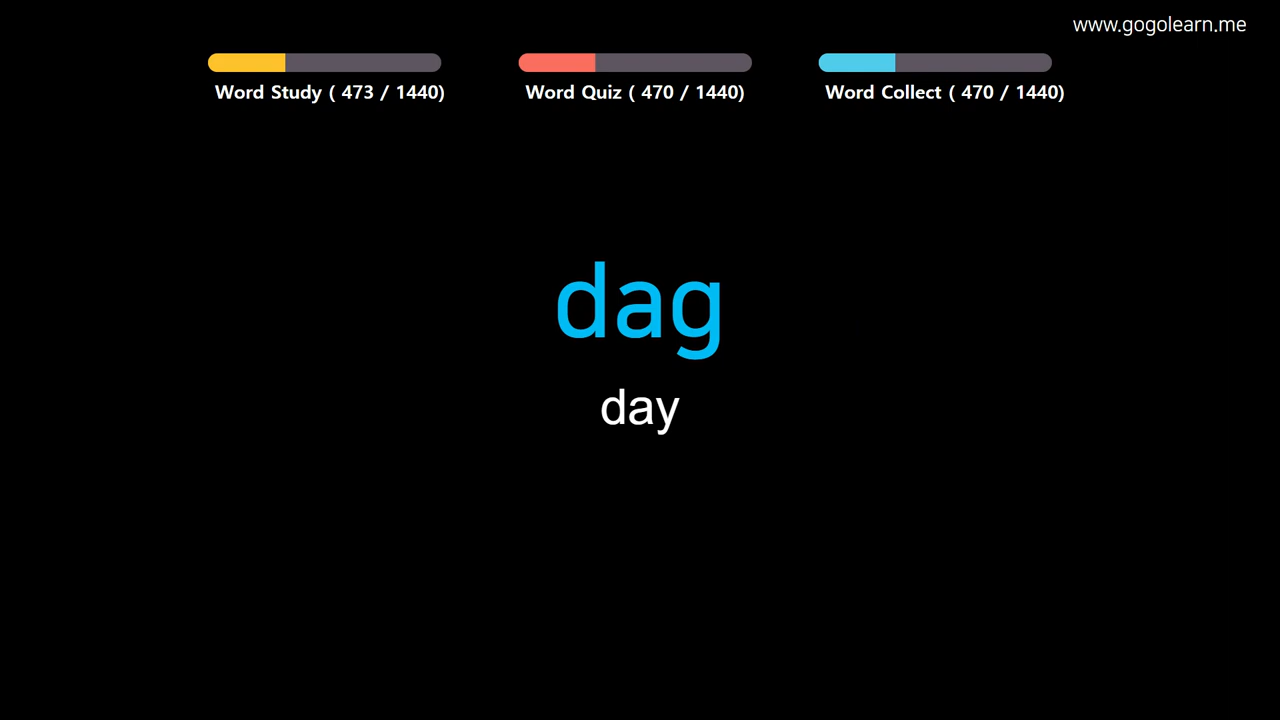 www.gogolearn.me
Word Study ( 473 / 1440)
Word Quiz ( 470 / 1440)
Word Collect ( 470 / 1440)
dag
day